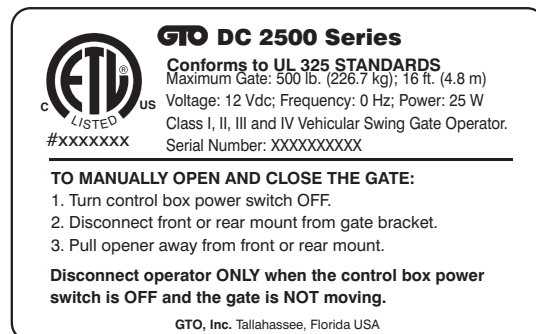 GTO DC 2500 Series
Conforms to UL 325 STANDARDS
Maximum Gate: 500 lb. (226.7 kg); 16 ft. (4.8 m)
Voltage: 12 Vdc; Frequency: 0 Hz; Power: 25 W
Class I, II, III and IV Vehicular Swing Gate Operator.
Serial Number: XXXXXXXXXX
ETL ®
C US
LISTED
#xxxxxxx
TO MANUALLY OPEN AND CLOSE THE GATE:
1. Turn control box power switch OFF.
2. Disconnect front or rear mount from gate bracket.
3. Pull opener away from front or rear mount.
Disconnect operator ONLY when the control box power
switch is OFF and the gate is NOT moving.
GTO, Inc. Tallahassee, Florida USA